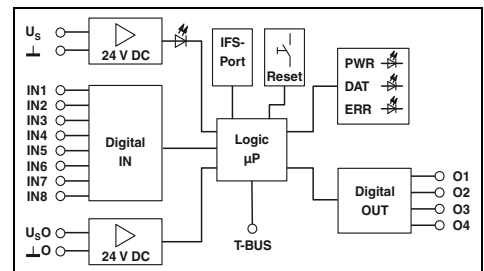 US
⊥
24 V DC
IFS-
Port
Reset
PWR
DAT
ERR
IN1
IN2
IN3
IN4
IN5
IN6
IN7
IN8
Digital
IN
Logic
µP
Digital
OUT
O1
O2
O3
O4
USO
⊥O
24 V DC
T-BUS